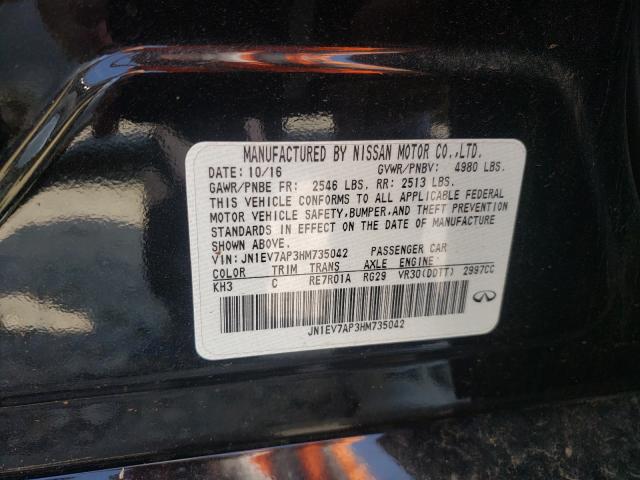 MANUFACTURED BY NISSAN MOTOR CO.,LTD.
DATE: 10/16 GVWR/PNBV: 4980 LBS.
GAWR/PNBE FR: 2546 LBS. RR: 2513 LBS.
THIS VEHICLE CONFORMS TO ALL APPLICABLE FEDERAL
MOTOR VEHICLE SAFETY,BUMPER,AND THEFT PREVENTION
STANDARDS IN EFFECT ON THE DATE OF MANUFACTURE
SHOWN ABOVE.
VIN: JN1EV7AP3HM735042 PASSENGER CAR
COLOR TRIM TRANS AXLE ENGINE:
KH3 C RE7R01A RG29 VR30(DDTT) 2997CC
JN1EV7AP3HM735042